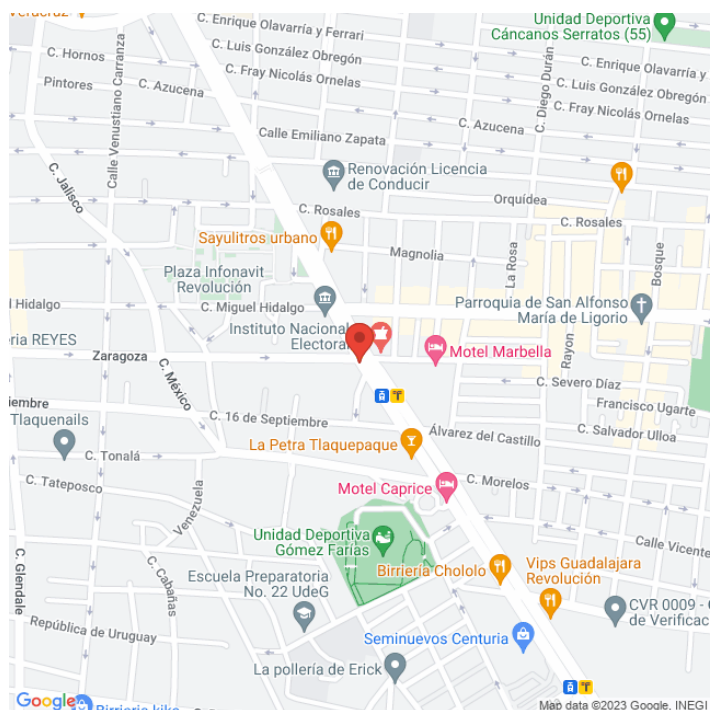 Veracruz
C. Enrique Olavarría y Ferrari
Unidad Deportiva
Cáncanos Serratos (55)
C. Luis González Obregón
C. Hornos
C. Fray Nicolás Ornelas
Pintores
C. Azucena
Calle Venustiano Carranza
C. Enrique Olavarría y
C. Luis González Obregón
C. Fray Nicolás Ornelas
C. Diego Durán
C. Azucena
Calle Emiliano Zapata
C. Jalisco
Renovación Licencia
de Conducir
Orquídea
C. Rosales
C. Rosales
Sayulitros urbano
Magnolia
La Rosa
Bosque
Plaza Infonavit
Revolución
l Hidalgo
C. Miguel Hidalgo
Parroquia de San Alfonso
María de Ligorio
Instituto Nacional
Electoral
eria REYES
Zaragoza
Motel Marbella
Rayon
C. México
C. Severo Díaz
Francisco Ugarte
iembre
C. 16 de Septiembre
Álvarez del Castillo
C. Salvador Ulloa
Tlaquenails
La Petra Tlaquepaque
C. Tonalá
C. Tateposco
Motel Caprice
C. Morelos
Venezuela
Unidad Deportiva
Gómez Farías
Calle Vicente
C. Glendale
C. Cabañas
Birriería Chololo
Vips Guadalajara
Revolución
Escuela Preparatoria
No. 22 UdeG
CVR 0009 - C
de Verificac
República de Uruguay
Seminuevos Centuria
La pollería de Erick
Google
Birrieria kike
Map data ©2023 Google, INEGI